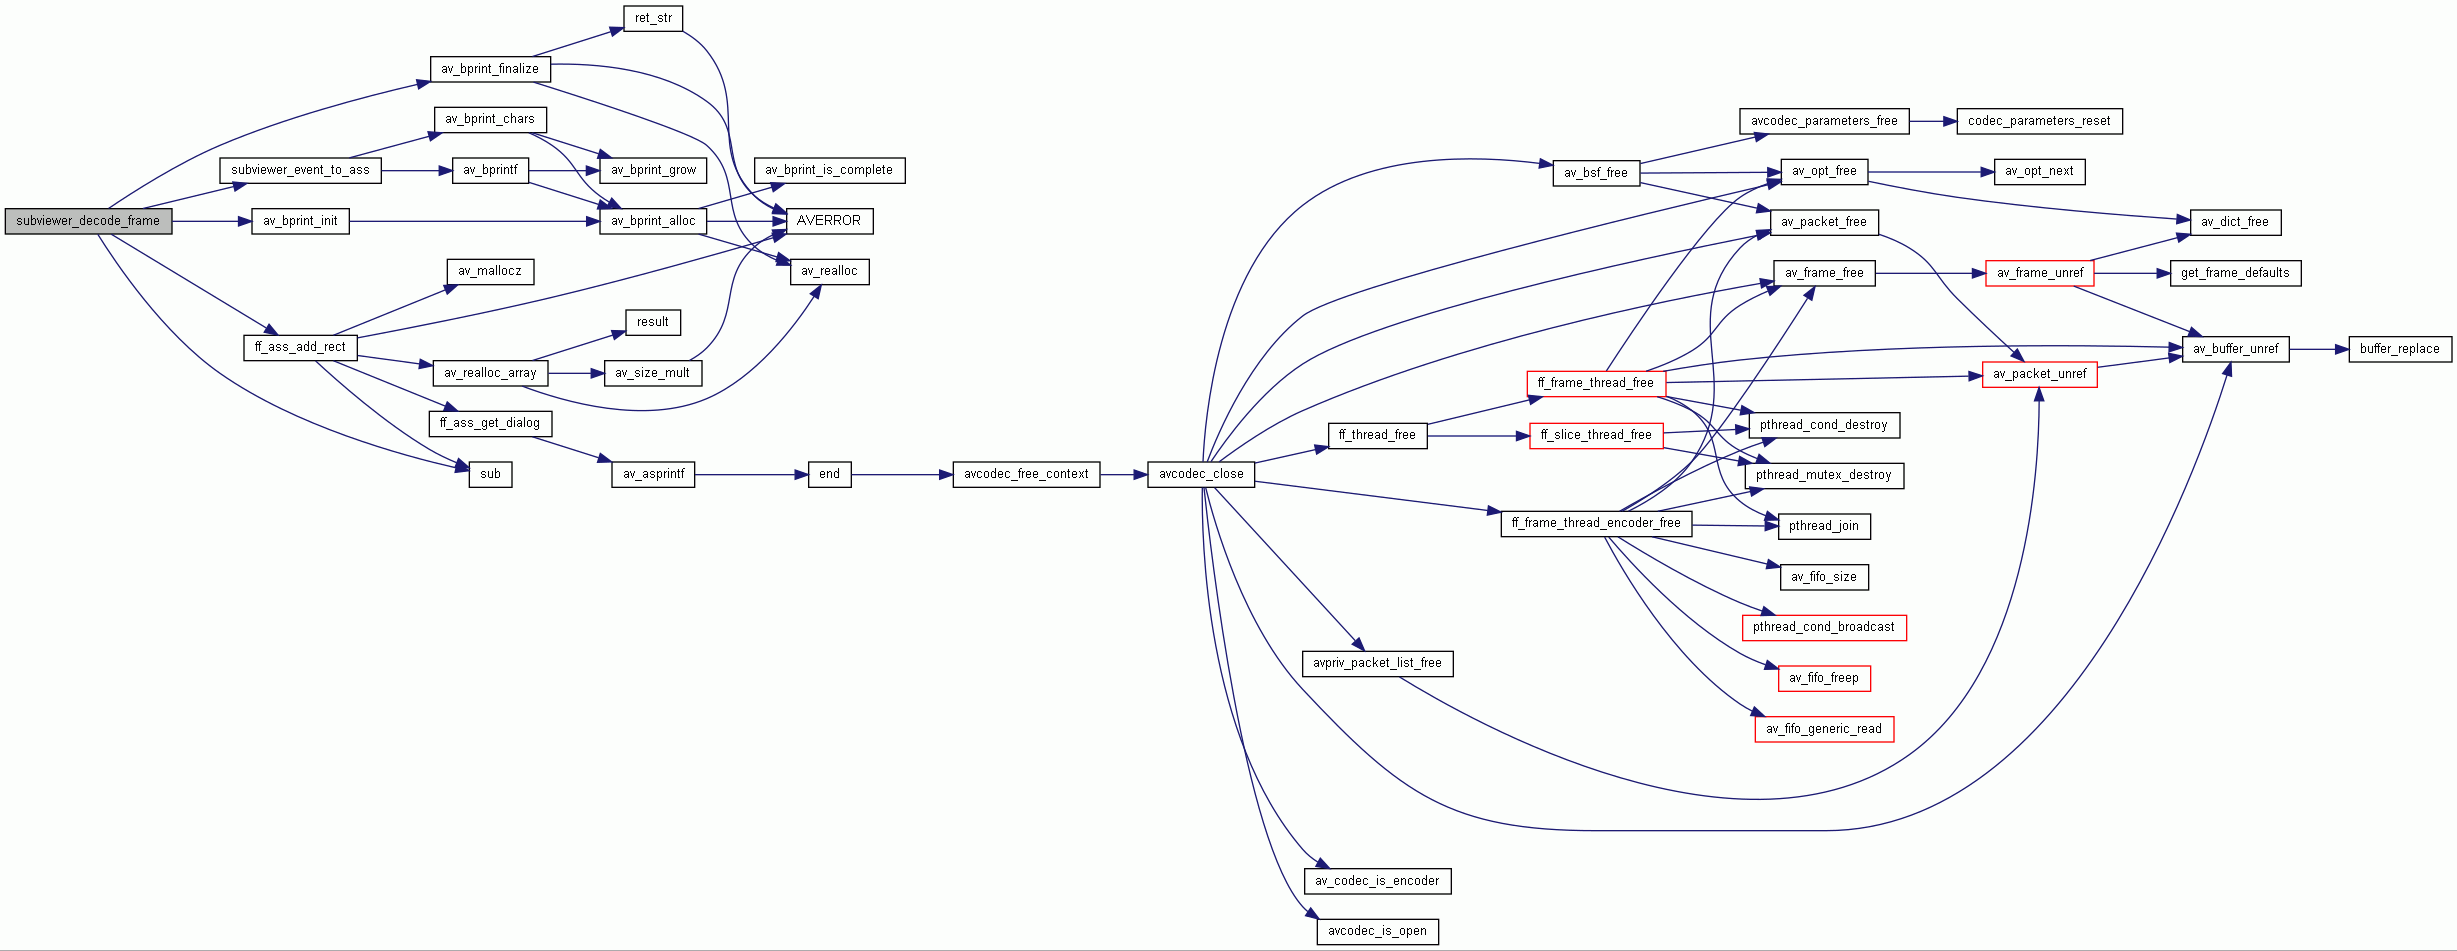 ret_str
av_bprint_finalize
av_bprint_chars
avcodec_parameters_free
codec_parameters_reset
subviewer_event_to_ass
av_bprintf
av_bprint_grow
av_bprint_is_complete
av_bsf_free
av_opt_free
av_opt_next
subviewer_decode_frame
av_bprint_init
av_bprint_alloc
AVERROR
av_packet_free
av_dict_free
av_mallocz
av_realloc
av_frame_free
av_frame_unref
get_frame_defaults
result
ff_ass_add_rect
av_buffer_unref
buffer_replace
av_realloc_array
av_size_mult
ff_frame_thread_free
av_packet_unref
ff_ass_get_dialog
ff_thread_free
ff_slice_thread_free
pthread_cond_destroy
sub
av_asprintf
end
avcodec_free_context
avcodec_close
pthread_mutex_destroy
ff_frame_thread_encoder_free
pthread_join
av_fifo_size
pthread_cond_broadcast
avpriv_packet_list_free
av_fifo_freep
av_fifo_generic_read
av_codec_is_encoder
avcodec_is_open